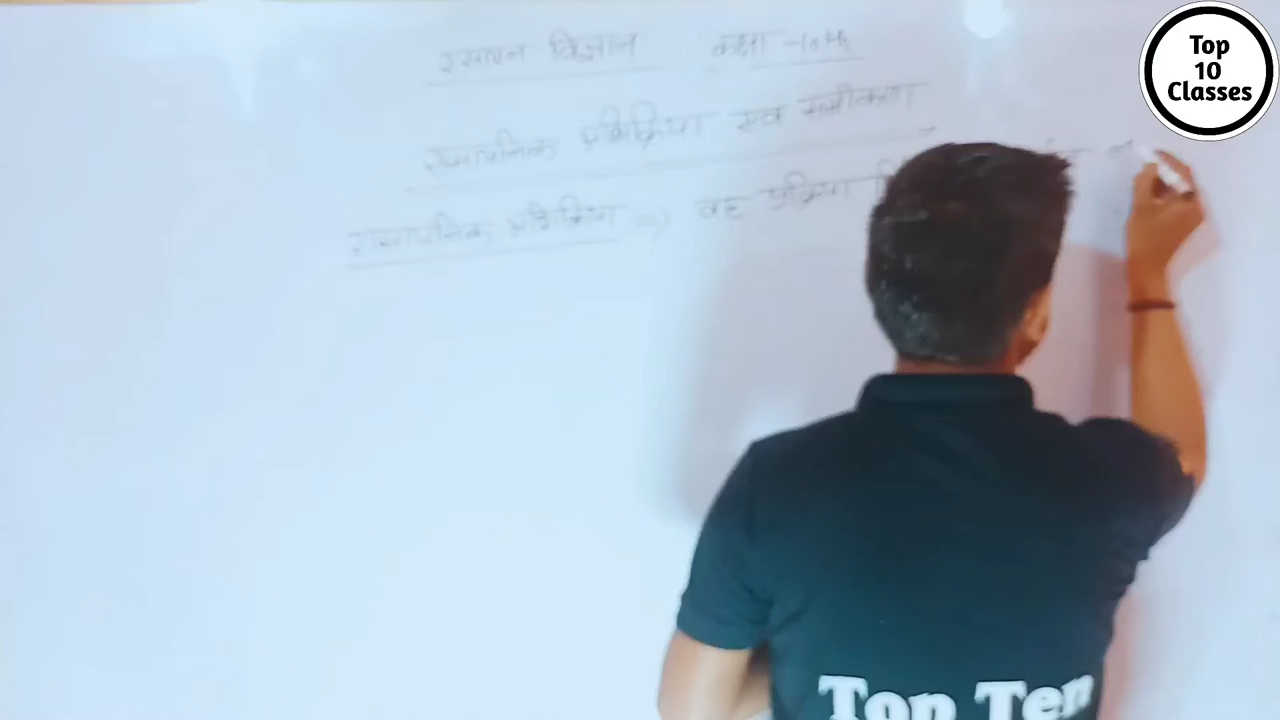 रसायन विज्ञान कक्षा -10th
रासायनिक अभिक्रिया एवं समीकरण
रासायनिक अभिक्रिया => वह प्रक्रिया
Top
10
Classes
Top Ten